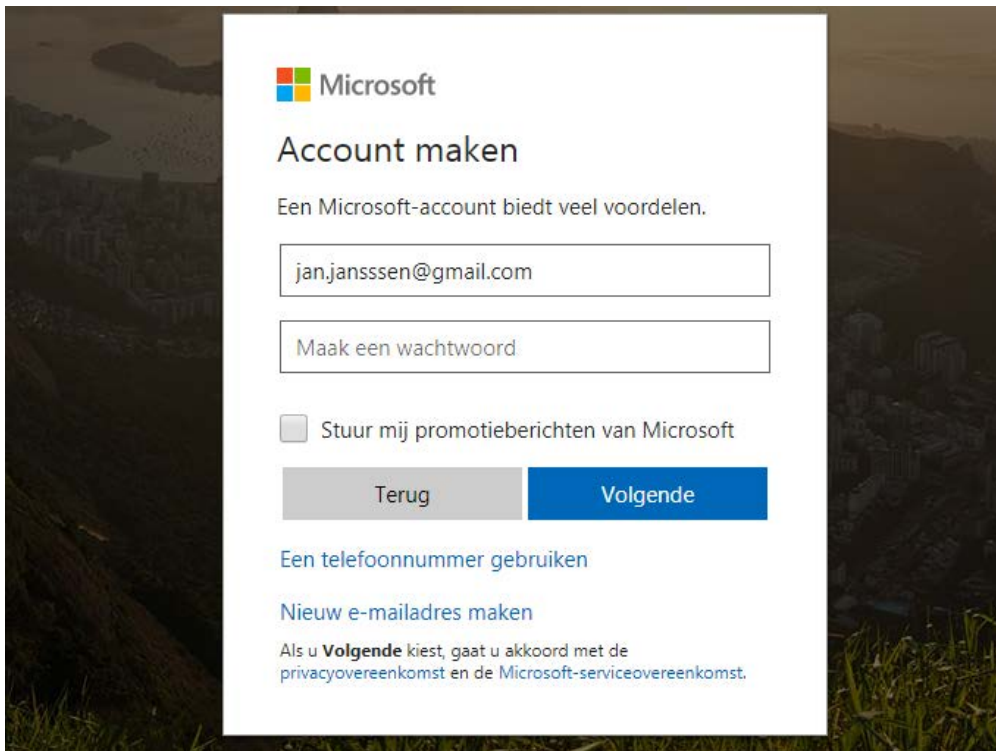 Microsoft
Account maken
Een Microsoft-account biedt veel voordelen.
jan.jansssen@gmail.com
Maak een wachtwoord
Stuur mij promotieberichten van Microsoft
Terug
Volgende
Een telefoonnummer gebruiken
Nieuw e-mailadres maken
Als u Volgende kiest, gaat u akkoord met de
privacyovereenkomst en de Microsoft-serviceovereenkomst.